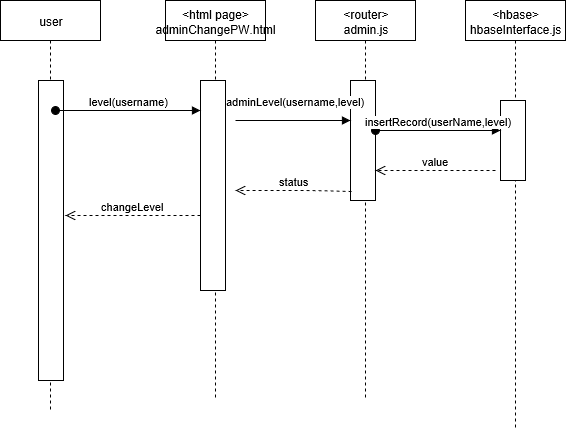 user
<html page>
adminChangePW.html
<router>
admin.js
<hbase>
hbaseInterface.js
level(username)
adminLevel(username,level)
insertRecord(userName,level)
value
status
changeLevel